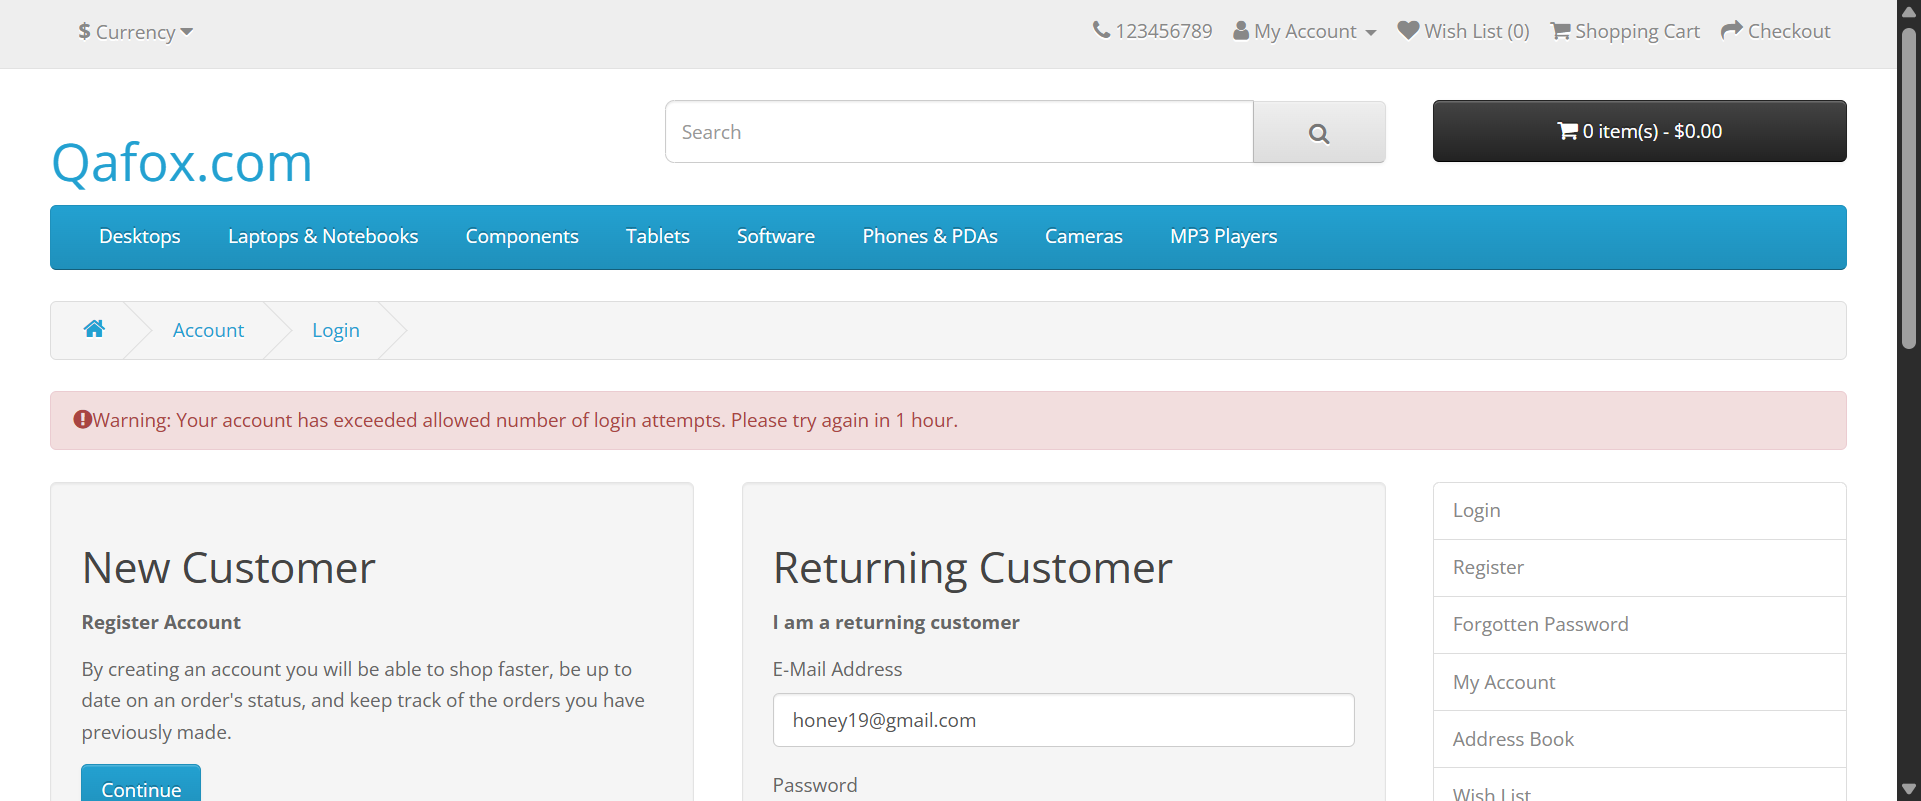 $ Currency
123456789 My Account Wish List (0) Shopping Cart Checkout
Qafox.com
Search
0 item(s) - $0.00
Desktops Laptops & Notebooks Components Tablets Software Phones & PDAs Cameras MP3 Players
Account Login
Warning: Your account has exceeded allowed number of login attempts. Please try again in 1 hour.
New Customer
Register Account
By creating an account you will be able to shop faster, be up to
date on an order's status, and keep track of the orders you have
previously made.
Continue
Returning Customer
I am a returning customer
E-Mail Address
honey19@gmail.com
Password
Login
Register
Forgotten Password
My Account
Address Book
Wish List